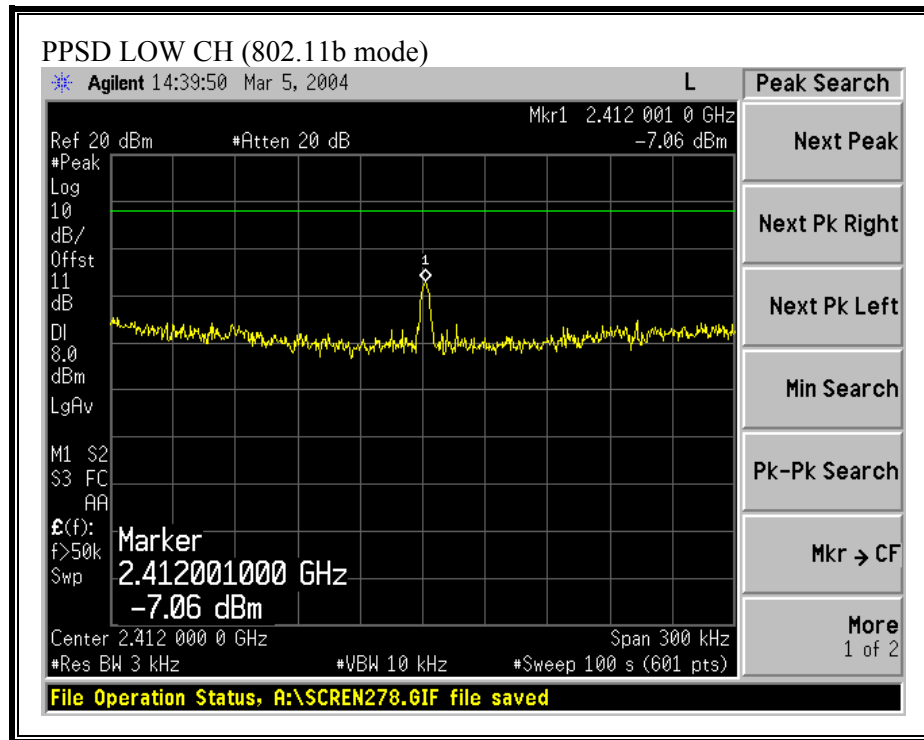 PPSD LOW CH (802.11b mode)
Agilent 14:39:50 Mar 5, 2004 L
Peak Search
Mkr1 2.412 001 0 GHz
Ref 20 dBm #Atten 20 dB -7.06 dBm
#Peak
Log
10
dB/
Offst
11
dB
DI
8.0
dBm
LgAv
M1 S2
S3 FC
AA
£(f):
f>50k
Swp
1
Marker
2.412001000 GHz
-7.06 dBm
Center 2.412 000 0 GHz Span 300 kHz
#Res BW 3 kHz #VBW 10 kHz #Sweep 100 s (601 pts)
Next Peak
Next Pk Right
Next Pk Left
Min Search
Pk-Pk Search
Mkr → CF
More
1 of 2
File Operation Status, A:\SCREN278.GIF file saved